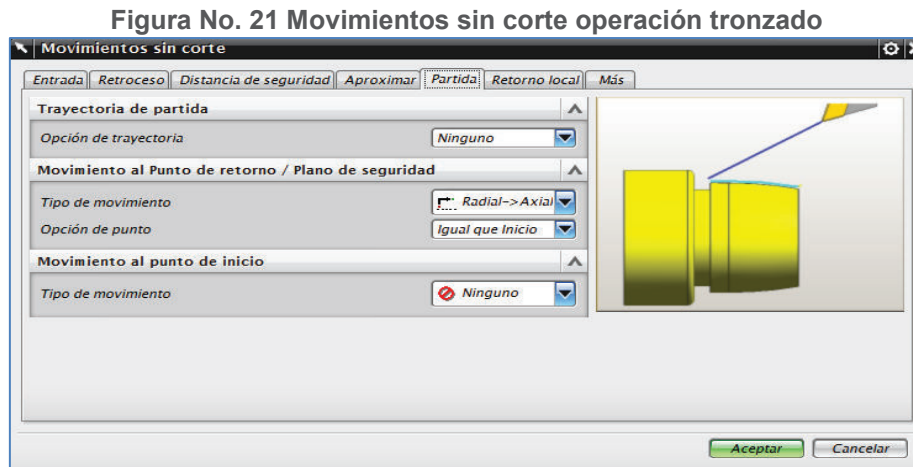 Figura No. 21 Movimientos sin corte operación tronzado
Movimientos sin corte
Entrada Retroceso Distancia de seguridad Aproximar Partida Retorno local Más
Trayectoria de partida
Opción de trayectoria Ninguno
Movimiento al Punto de retorno / Plano de seguridad
Tipo de movimiento Radial->Axial
Opción de punto Igual que Inicio
Movimiento al punto de inicio
Tipo de movimiento Ninguno
Aceptar Cancelar